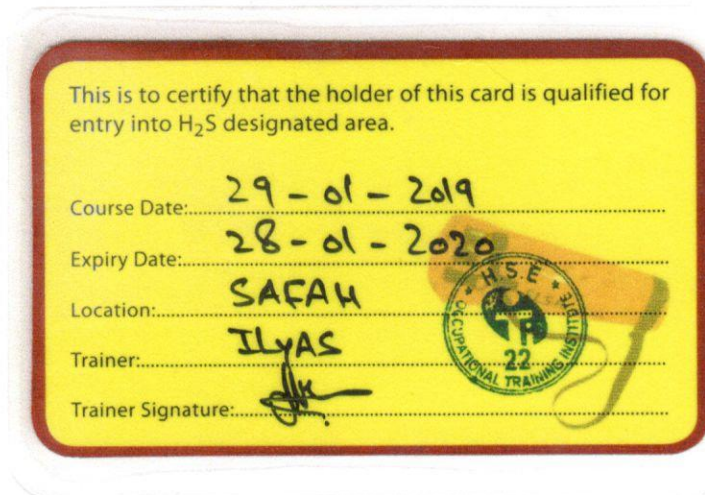 This is to certify that the holder of this card is qualified for
entry into H₂S designated area.
Course Date: 29-01-2019
Expiry Date: 28-01-2020
Location: SAFAH
Trainer: ILYAS
Trainer Signature:
H.S.E
22
OCCUPATIONAL TRAINING INSTITUTE